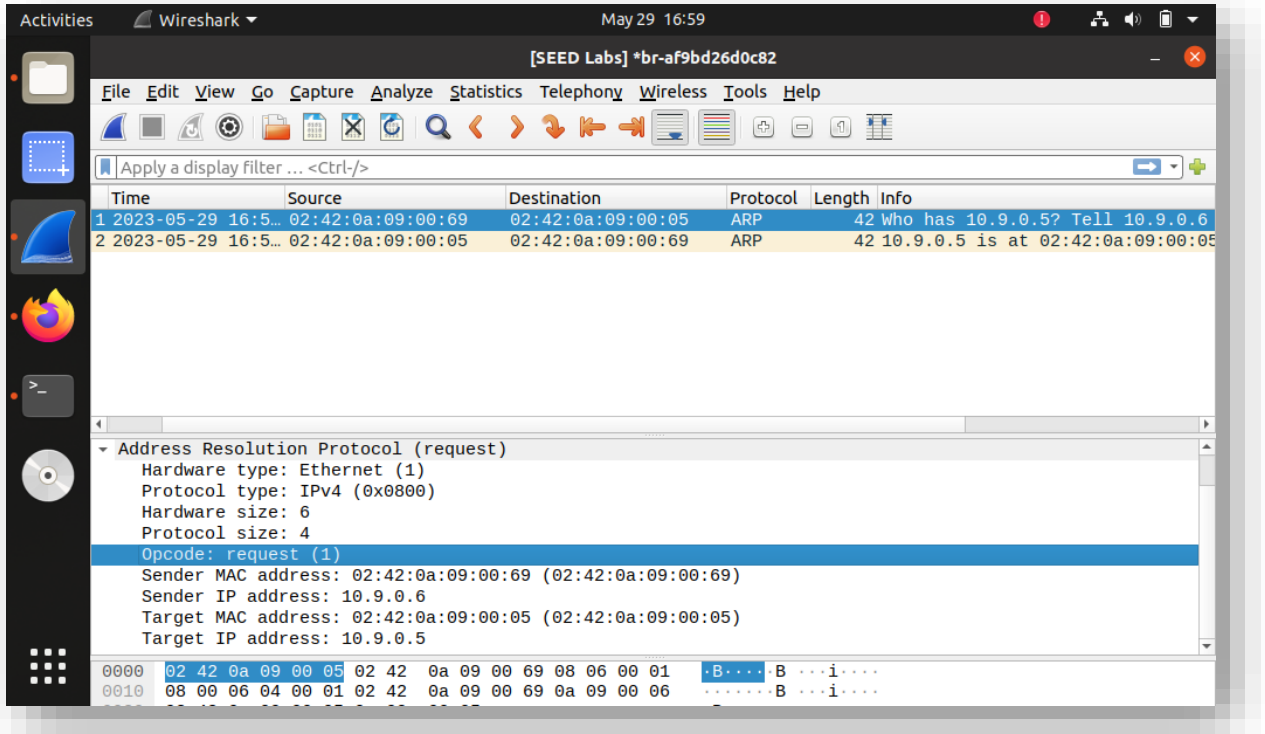 Activities Wireshark May 29 16:59
[SEED Labs] *br-af9bd26d0c82
File Edit View Go Capture Analyze Statistics Telephony Wireless Tools Help
Apply a display filter … <Ctrl-/>
Time Source Destination Protocol Length Info
1 2023-05-29 16:5… 02:42:0a:09:00:69 02:42:0a:09:00:05 ARP 42 Who has 10.9.0.5? Tell 10.9.0.6
2 2023-05-29 16:5… 02:42:0a:09:00:05 02:42:0a:09:00:69 ARP 42 10.9.0.5 is at 02:42:0a:09:00:05
Address Resolution Protocol (request)
Hardware type: Ethernet (1)
Protocol type: IPv4 (0x0800)
Hardware size: 6
Protocol size: 4
Opcode: request (1)
Sender MAC address: 02:42:0a:09:00:69 (02:42:0a:09:00:69)
Sender IP address: 10.9.0.6
Target MAC address: 02:42:0a:09:00:05 (02:42:0a:09:00:05)
Target IP address: 10.9.0.5
0000 02 42 0a 09 00 05 02 42 0a 09 00 69 08 06 00 01 ·B·····B ···i····
0010 08 00 06 04 00 01 02 42 0a 09 00 69 0a 09 00 06 ·······B ···i····